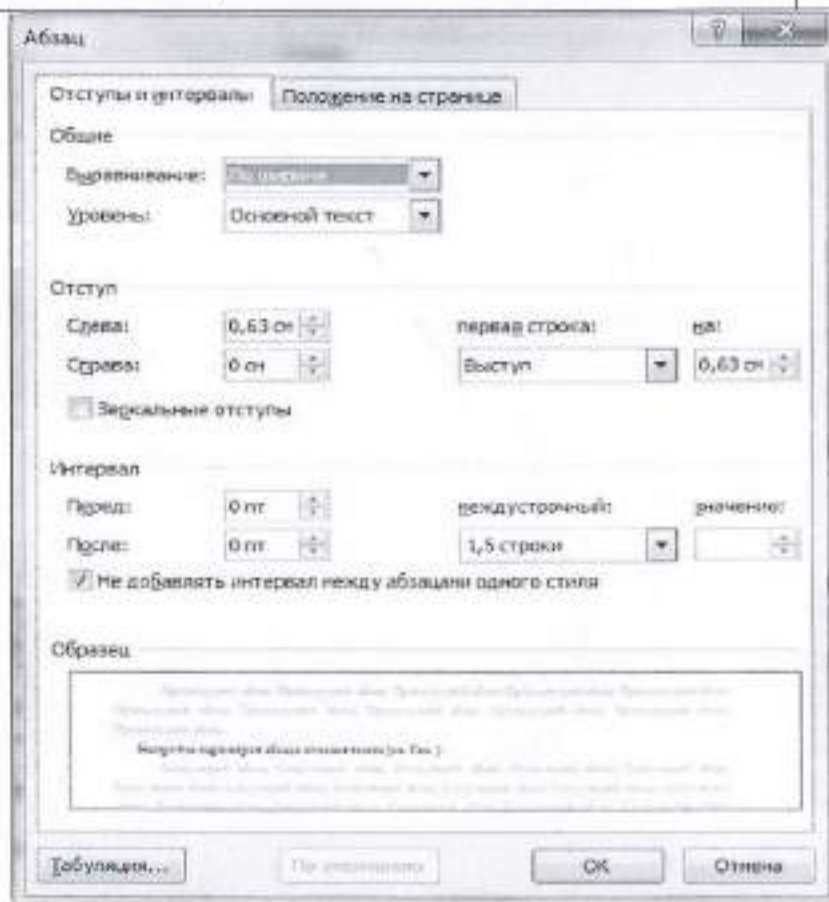 Абзац
Отступы и интервалы Положение на странице
Общие
Выравнивание: По ширине
Уровень: Основной текст
Отступ
Слева: 0,63 см первая строка: на:
Справа: 0 см Выступ 0,63 см
Зеркальные отступы
Интервал
Перед: 0 пт междустрочный: значение:
После: 0 пт 1,5 строки
Не добавлять интервал между абзацами одного стиля
Образец
Табуляция... По умолчанию ОК Отмена